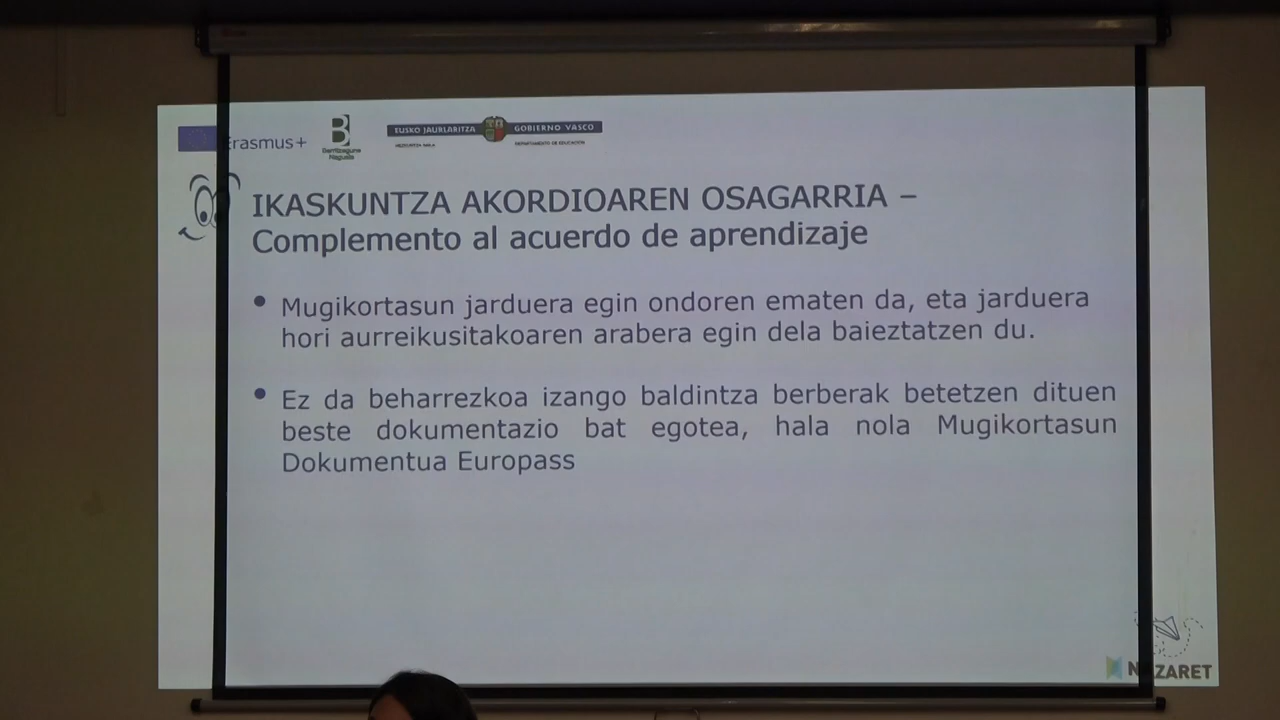 Erasmus+
B
Berritzegune
Nagusia
EUSKO JAURLARITZA GOBIERNO VASCO
DEPARTAMENTO DE EDUCACIÓN
IKASKUNTZA AKORDIOAREN OSAGARRIA –
Complemento al acuerdo de aprendizaje
• Mugikortasun jarduera egin ondoren ematen da, eta jarduera
hori aurreikusitakoaren arabera egin dela baieztatzen du.
• Ez da beharrezkoa izango baldintza berberak betetzen dituen
beste dokumentazio bat egotea, hala nola Mugikortasun
Dokumentua Europass
NAZARET